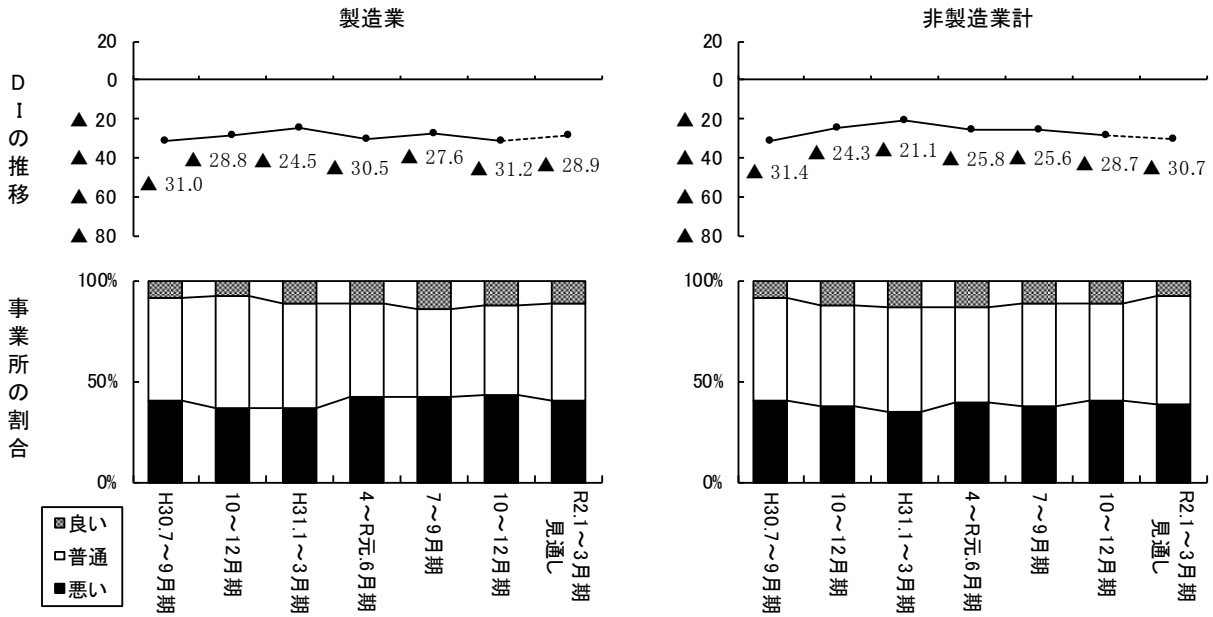 製造業
非製造業計
DIの推移
20
0
▲ 20
▲ 40
▲ 60
▲ 80
▲ 31.0
▲ 28.8
▲ 24.5
▲ 30.5
▲ 27.6
▲ 31.2
▲ 28.9
20
0
▲ 20
▲ 40
▲ 60
▲ 80
▲ 31.4
▲ 24.3
▲ 21.1
▲ 25.8
▲ 25.6
▲ 28.7
▲ 30.7
事業所の割合
100%
50%
0%
H30.7～9月期
10～12月期
H31.1～3月期
4～R元.6月期
7～9月期
10～12月期
R2.1～3月期
見通し
100%
50%
0%
H30.7～9月期
10～12月期
H31.1～3月期
4～R元.6月期
7～9月期
10～12月期
R2.1～3月期
見通し
良い
普通
悪い